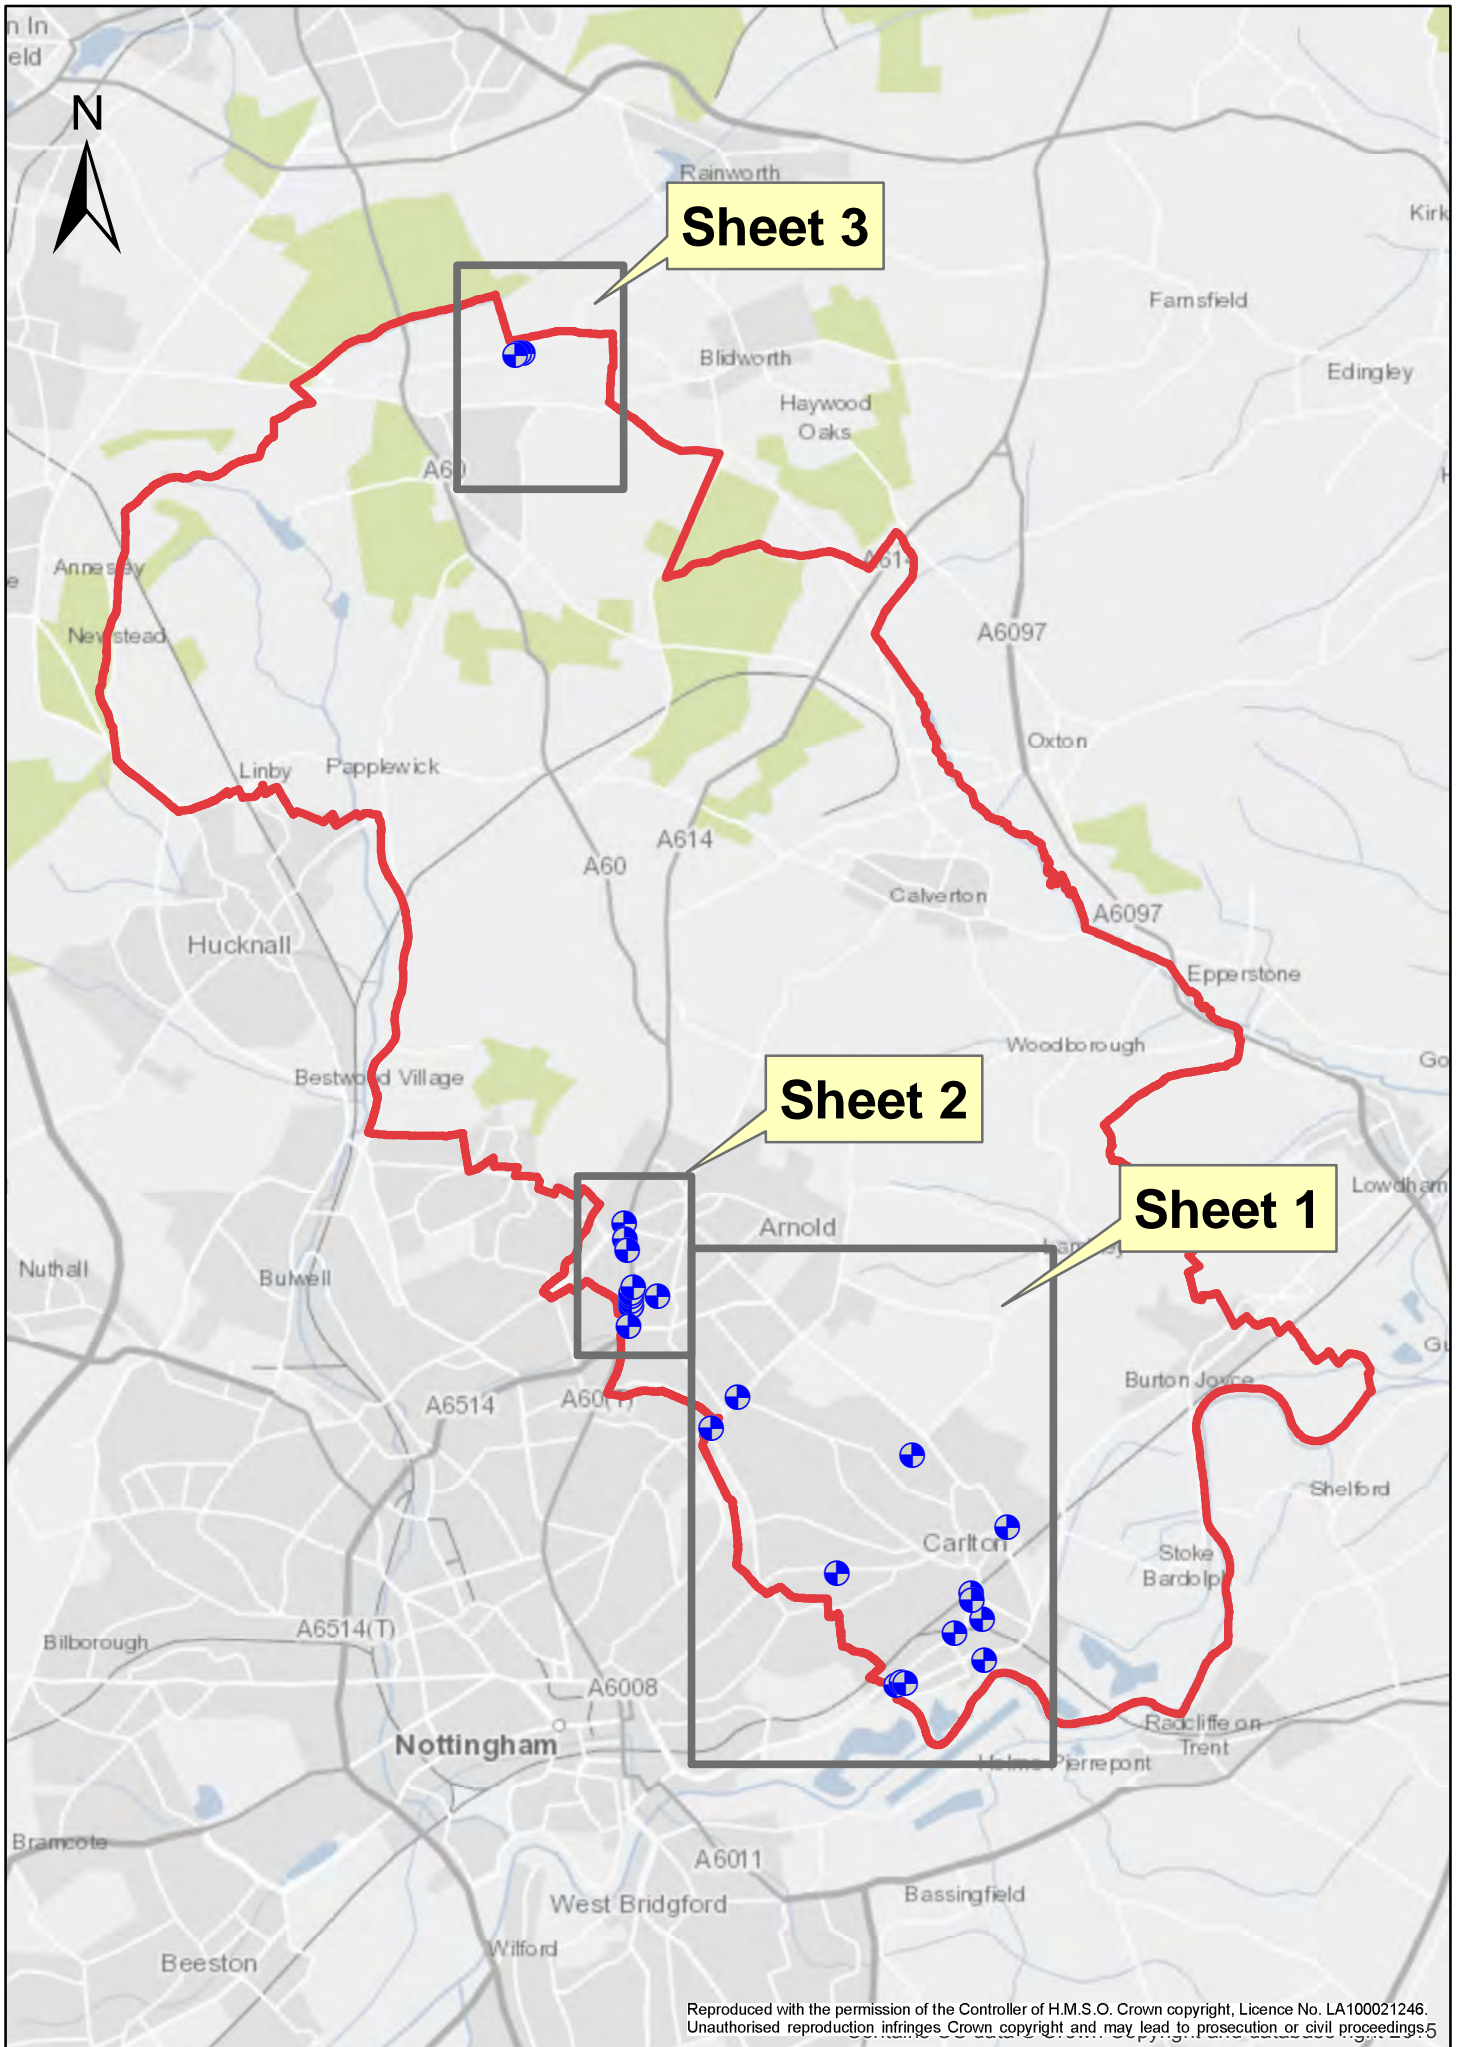 n In
eld
N
Rainworth
Sheet 3
Kirk
Farnsfield
Blidworth
Edingley
Haywood
Oaks
A60
A614
Annesley
e
Newstead
A6097
Oxton
Linby
Papplewick
A614
A60
Calverton
A6097
Hucknall
Epperstone
Woodborough
Go
Bestwood Village
Sheet 2
Lowdham
Sheet 1
Arnold
Nuthall
Bulwell
Gu
Burton Joyce
A6514
A60(T)
Shelford
Carlton
Stoke
Bardolph
A6514(T)
Bilborough
A6008
Radcliffe on
Trent
Nottingham
Holme Pierrepont
Bramcote
A6011
Bassingfield
West Bridgford
Wilford
Beeston
Reproduced with the permission of the Controller of H.M.S.O. Crown copyright, Licence No. LA100021246.
Unauthorised reproduction infringes Crown copyright and may lead to prosecution or civil proceedings.